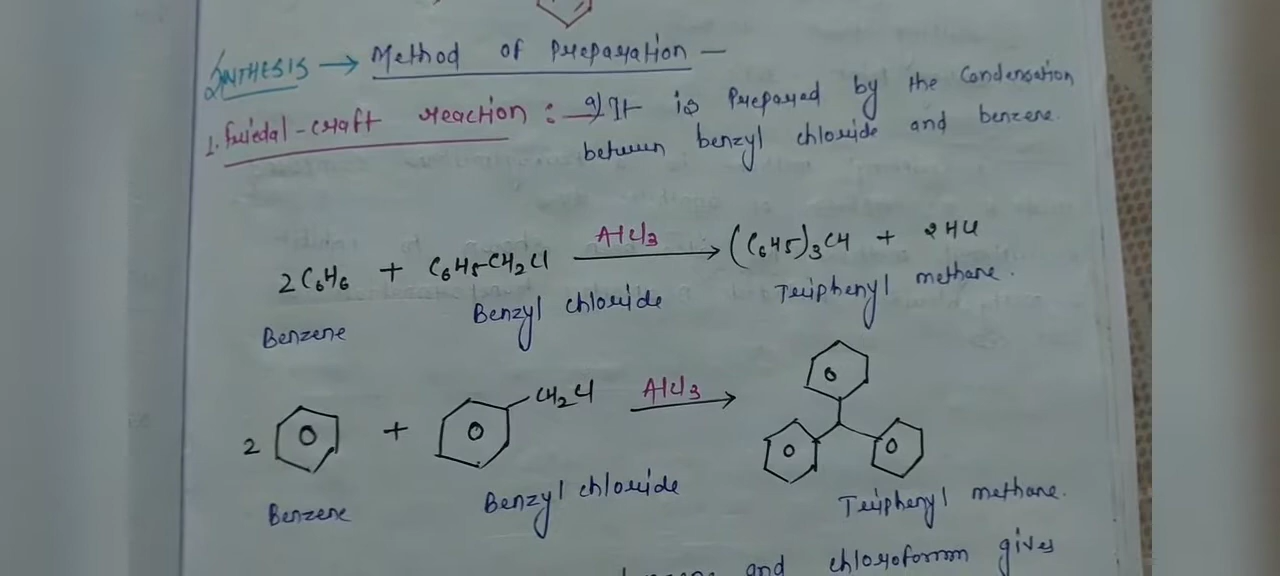 SYNTHESIS → Method of Preparation —
1. friedal-craft reaction :→ a) It is Prepared by the Condensation
between benzyl chloride and benzene.
2C6H6 + C6H5-CH2Cl AlCl3 → (C6H5)3CH + 2HCl
Benzene Benzyl chloride Triphenyl methane.
2 + CH2Cl AlCl3 →
Benzene Benzyl chloride Triphenyl methane.
and chloroform gives